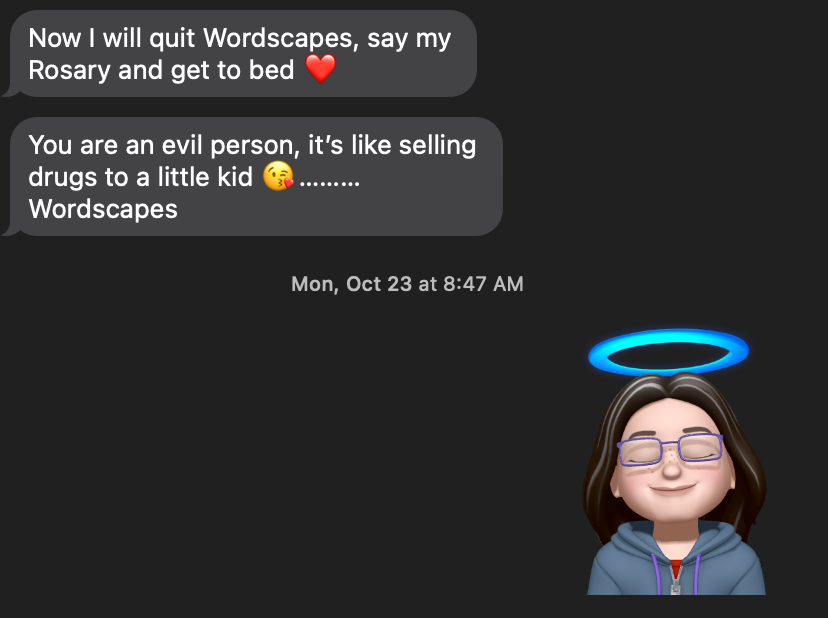 Now I will quit Wordscapes, say my
Rosary and get to bed ❤️
You are an evil person, it’s like selling
drugs to a little kid 😘………
Wordscapes
Mon, Oct 23 at 8:47 AM